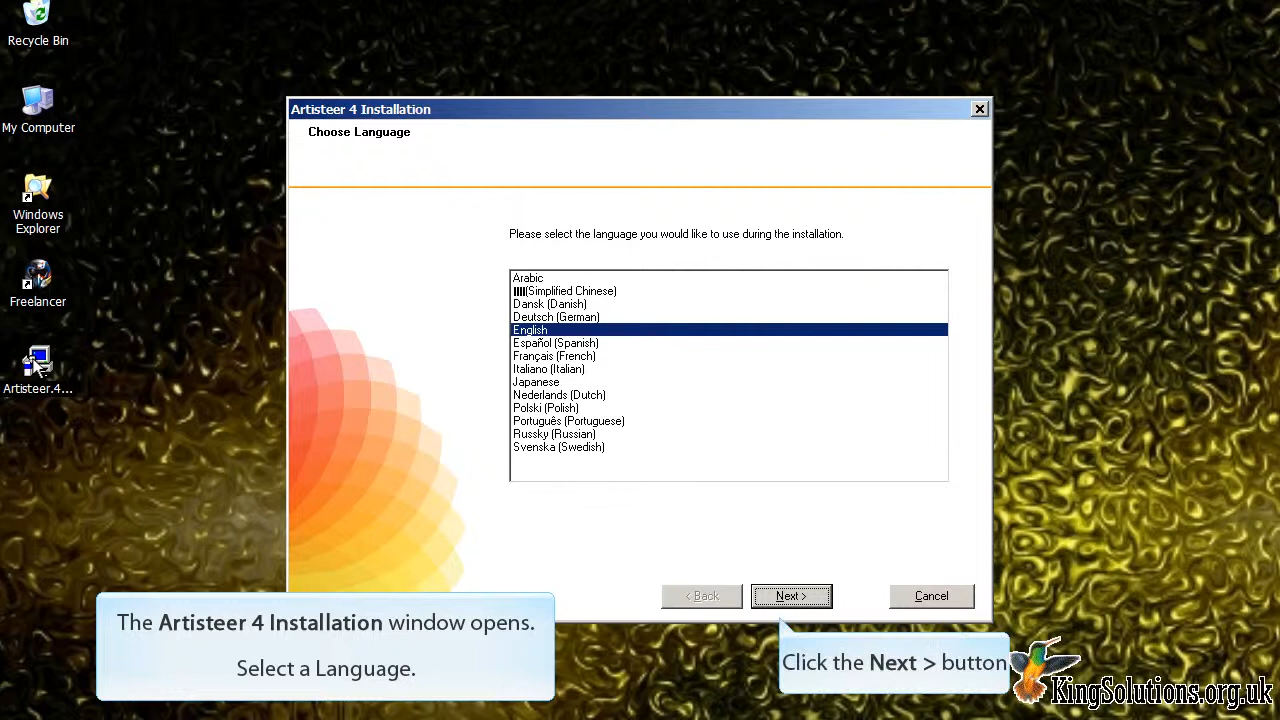 Recycle Bin
My Computer
Windows
Explorer
Freelancer
Artisteer.4...
Artisteer 4 Installation
Choose Language
Please select the language you would like to use during the installation.
Arabic
(Simplified Chinese)
Dansk (Danish)
Deutsch (German)
English
Español (Spanish)
Français (French)
Italiano (Italian)
Japanese
Nederlands (Dutch)
Polski (Polish)
Português (Portuguese)
Russky (Russian)
Svenska (Swedish)
< Back
Next >
Cancel
The Artisteer 4 Installation window opens.
Select a Language.
Click the Next > button
KingSolutions.org.uk